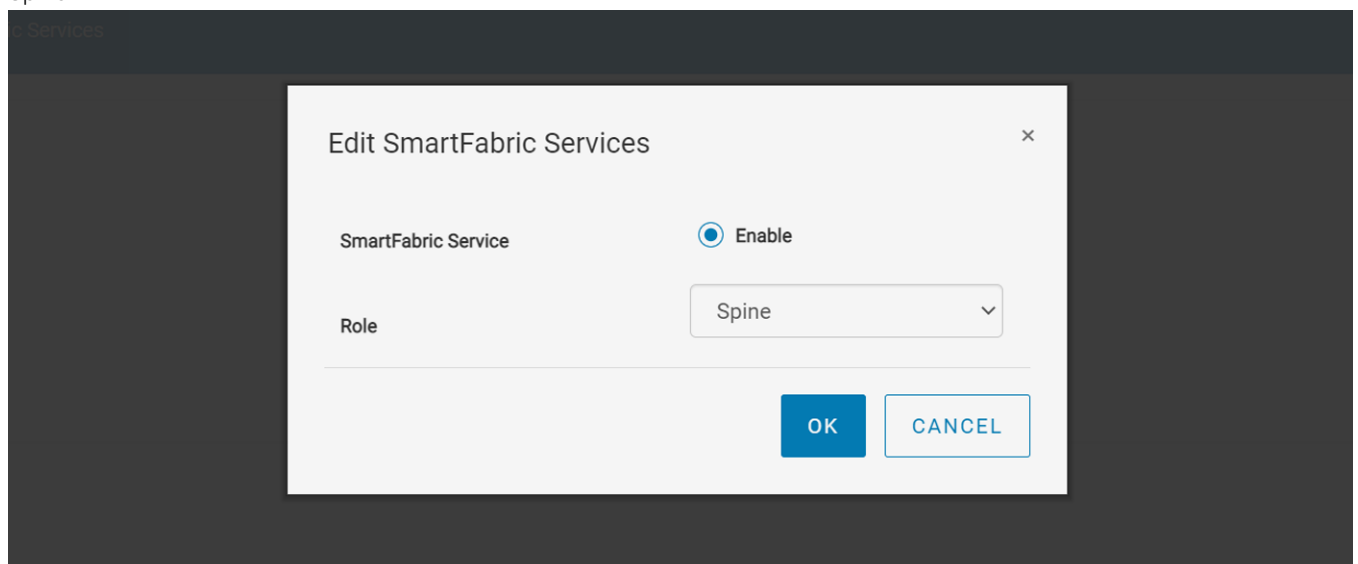 c Services
Edit SmartFabric Services ×
SmartFabric Service Enable
Role Spine
OK CANCEL